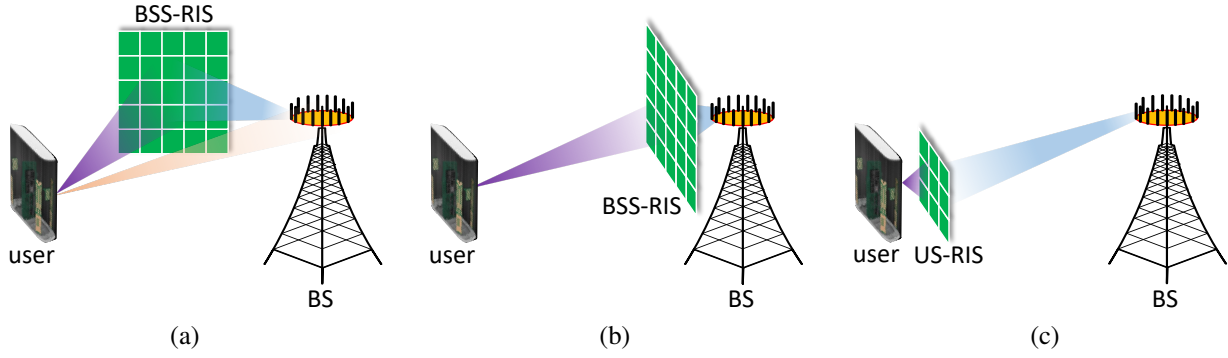 BSS-RIS
user
BS
(a)
user
BSS-RIS
BS
(b)
user
US-RIS
BS
(c)